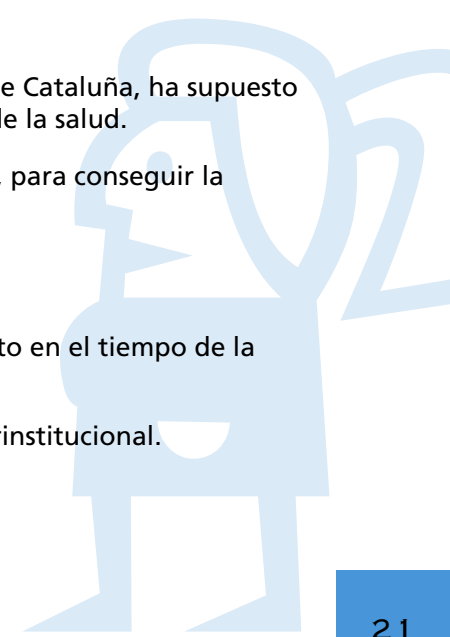 e Cataluña, ha supuesto
de la salud.
para conseguir la
to en el tiempo de la
institucional.
21